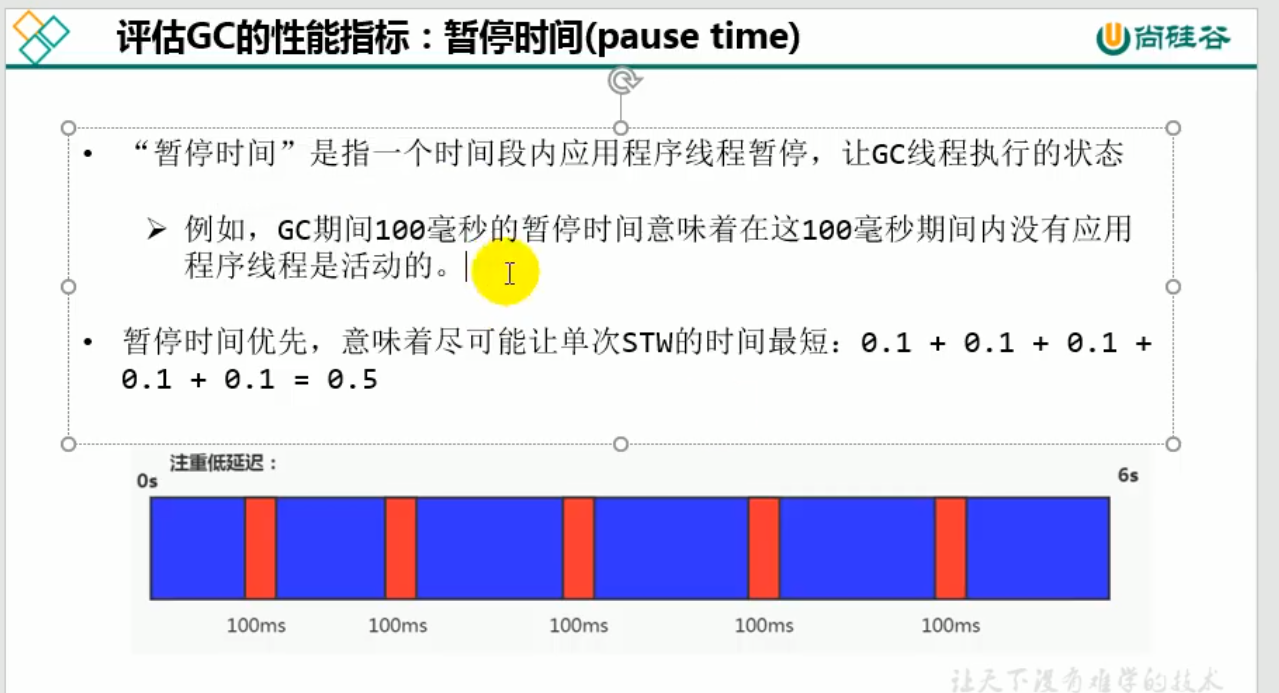 评估GC的性能指标：暂停时间(pause time)
尚硅谷
• “暂停时间”是指一个时间段内应用程序线程暂停，让GC线程执行的状态
➢ 例如，GC期间100毫秒的暂停时间意味着在这100毫秒期间内没有应用
程序线程是活动的。
• 暂停时间优先，意味着尽可能让单次STW的时间最短：0.1 + 0.1 + 0.1 +
0.1 + 0.1 = 0.5
注重低延迟：
0s 6s
100ms 100ms 100ms 100ms 100ms
让天下没有难学的技术